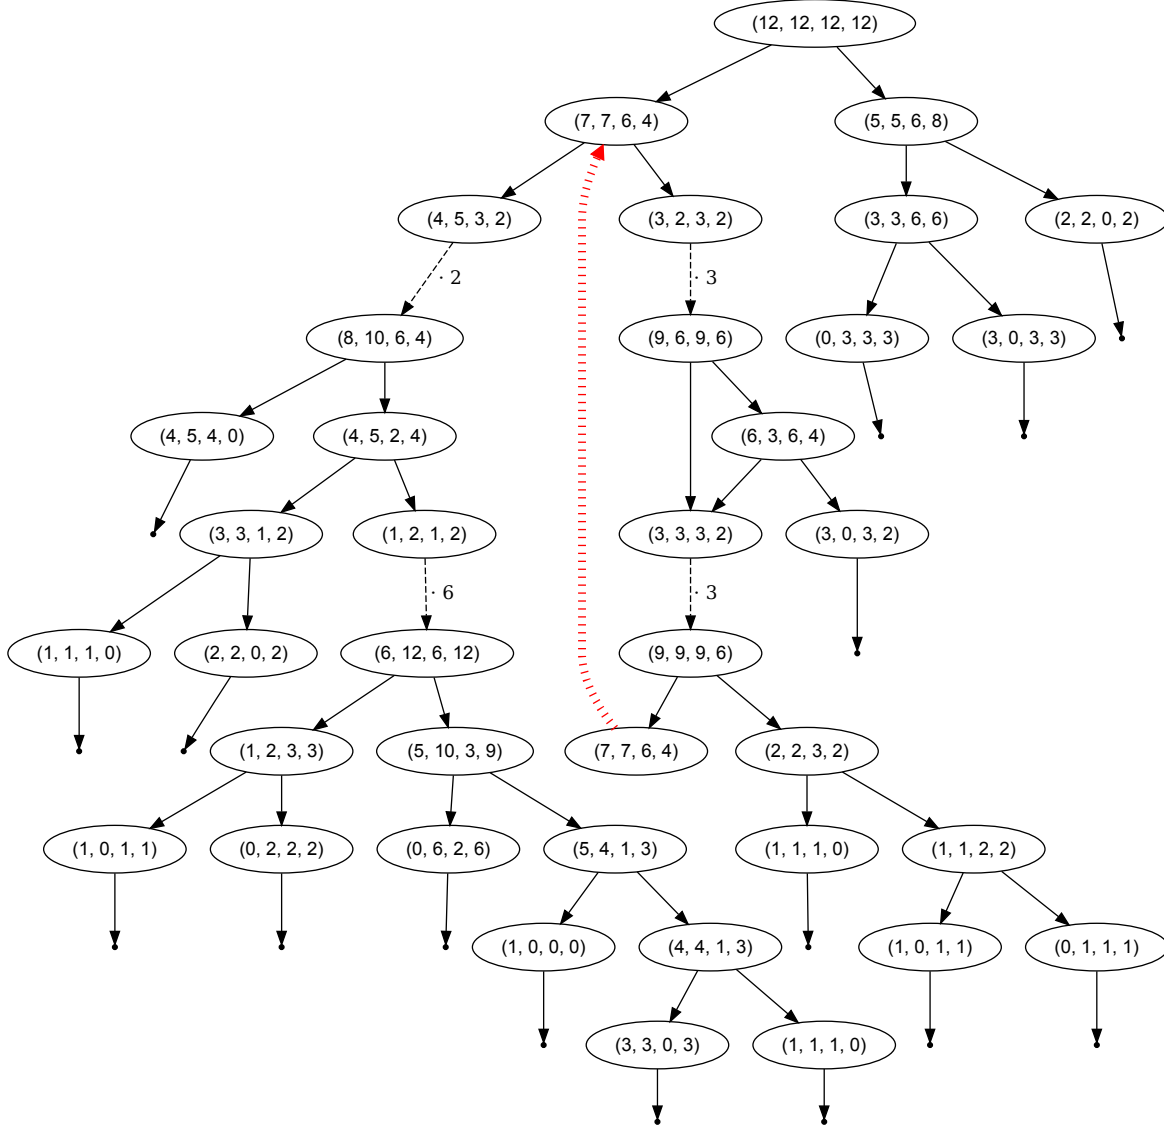 (12, 12, 12, 12)
(7, 7, 6, 4)
(5, 5, 6, 8)
(4, 5, 3, 2)
(3, 2, 3, 2)
(3, 3, 6, 6)
(2, 2, 0, 2)
· 2
· 3
(8, 10, 6, 4)
(9, 6, 9, 6)
(0, 3, 3, 3)
(3, 0, 3, 3)
(4, 5, 4, 0)
(4, 5, 2, 4)
(6, 3, 6, 4)
(3, 3, 1, 2)
(1, 2, 1, 2)
(3, 3, 3, 2)
(3, 0, 3, 2)
· 6
· 3
(1, 1, 1, 0)
(2, 2, 0, 2)
(6, 12, 6, 12)
(9, 9, 9, 6)
(1, 2, 3, 3)
(5, 10, 3, 9)
(7, 7, 6, 4)
(2, 2, 3, 2)
(1, 0, 1, 1)
(0, 2, 2, 2)
(0, 6, 2, 6)
(5, 4, 1, 3)
(1, 1, 1, 0)
(1, 1, 2, 2)
(1, 0, 0, 0)
(4, 4, 1, 3)
(1, 0, 1, 1)
(0, 1, 1, 1)
(3, 3, 0, 3)
(1, 1, 1, 0)